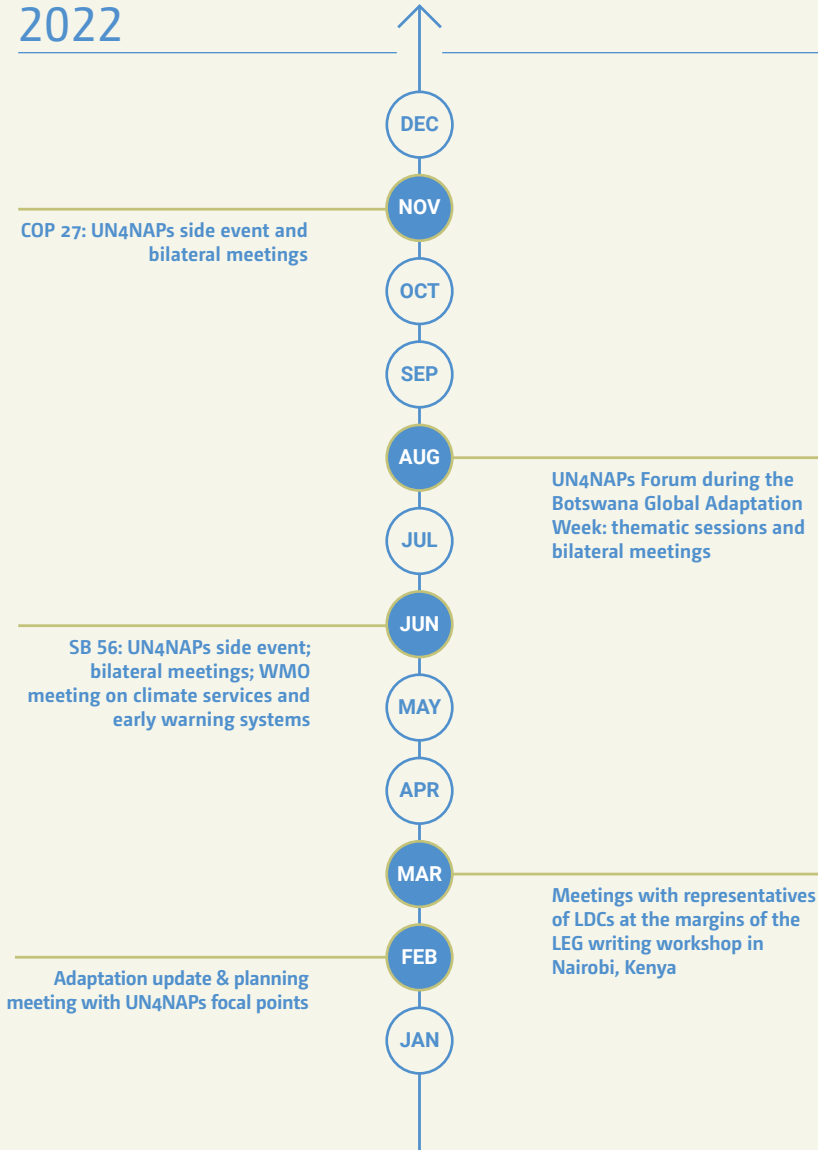 2022
DEC
NOV
COP 27: UN4NAPs side event and
bilateral meetings
OCT
SEP
AUG
UN4NAPs Forum during the
Botswana Global Adaptation
Week: thematic sessions and
bilateral meetings
JUL
JUN
SB 56: UN4NAPs side event;
bilateral meetings; WMO
meeting on climate services and
early warning systems
MAY
APR
MAR
Meetings with representatives
of LDCs at the margins of the
LEG writing workshop in
Nairobi, Kenya
FEB
Adaptation update & planning
meeting with UN4NAPs focal points
JAN